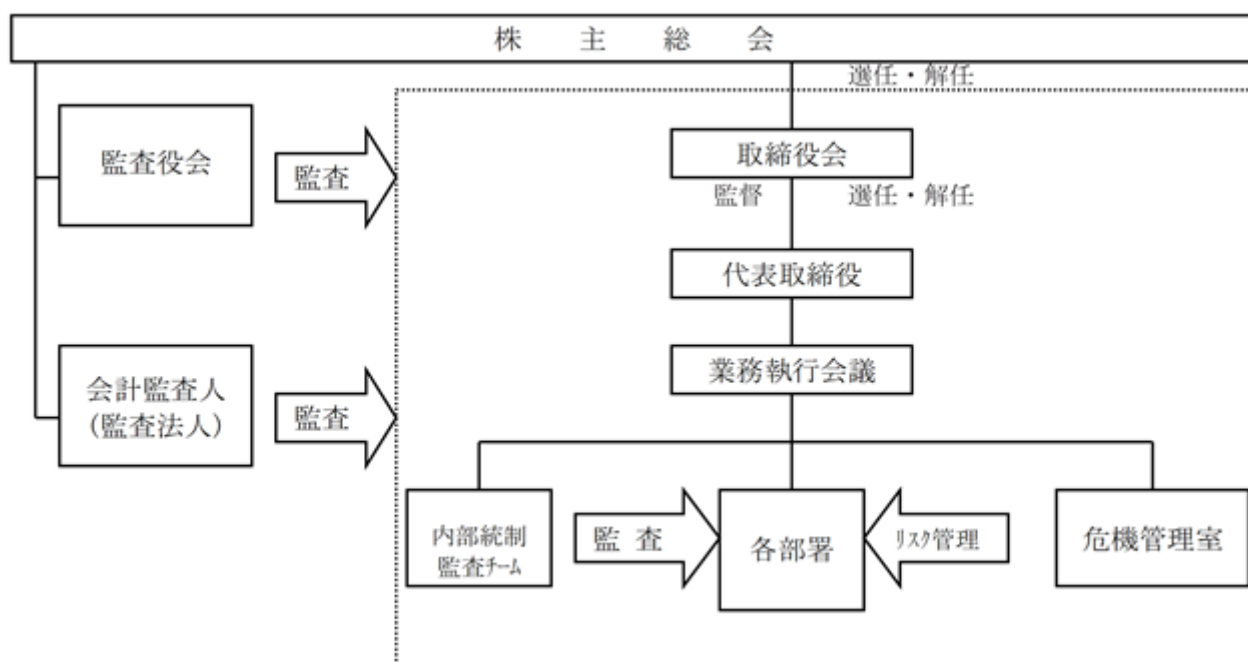 株 主 総 会
選任・解任
監査役会
監査
取締役会
監督 選任・解任
代表取締役
業務執行会議
会計監査人
(監査法人)
監査
内部統制
監査ﾁｰﾑ
監 査
各部署
ﾘｽｸ管理
危機管理室